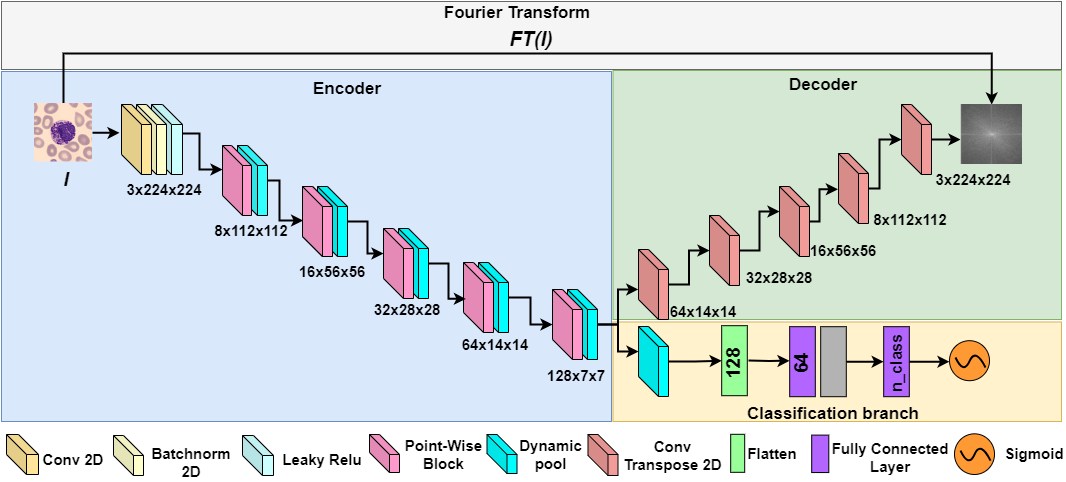 Fourier Transform
FT(I)
Encoder
Decoder
I
3x224x224
8x112x112
16x56x56
32x28x28
64x14x14
128x7x7
3x224x224
8x112x112
16x56x56
32x28x28
64x14x14
128
64
n_class
Classification branch
Conv 2D
Batchnorm
2D
Leaky Relu
Point-Wise
Block
Dynamic
pool
Conv
Transpose 2D
Flatten
Fully Connected
Layer
Sigmoid